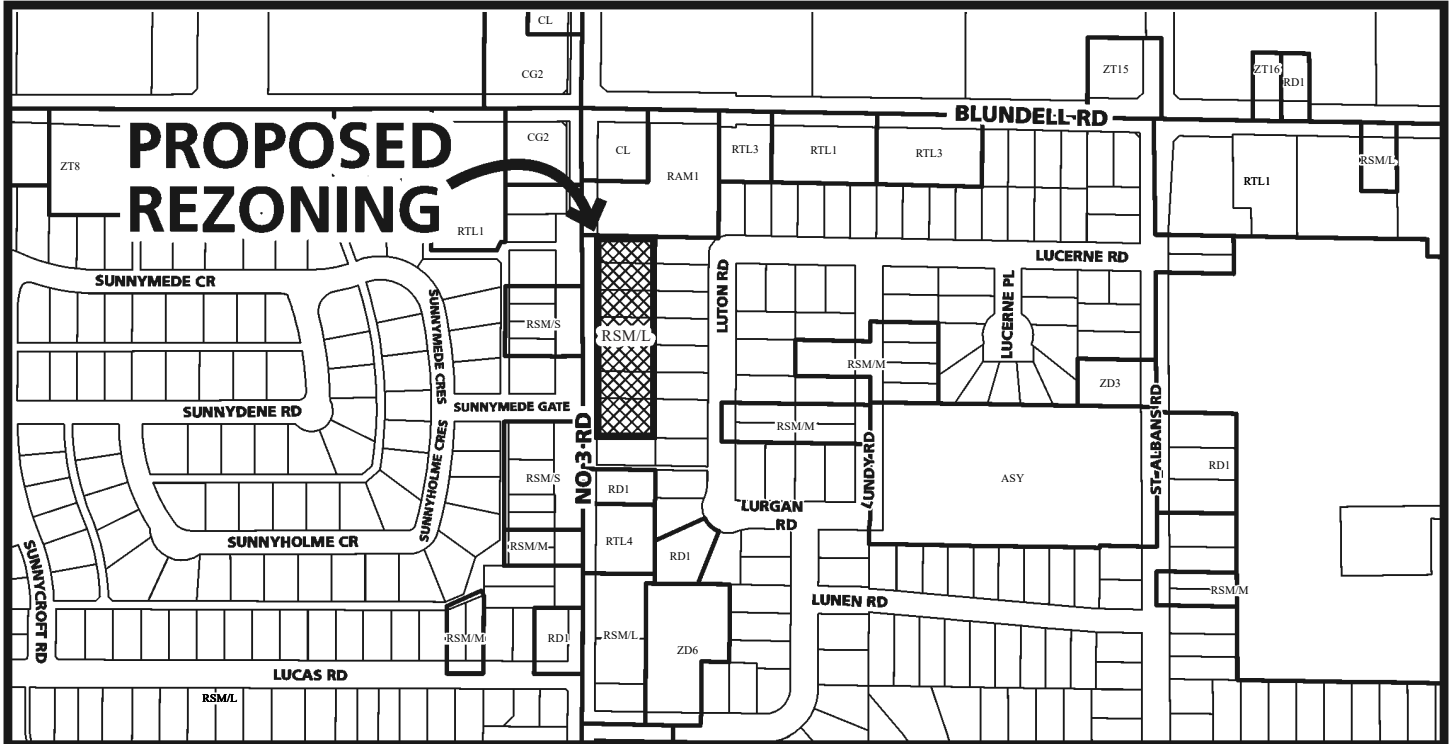 CL
CG2
ZT15
ZT16
RD1
BLUNDELL RD
PROPOSED
REZONING
ZT8
CG2
CL
RAM1
RTL3
RTL1
RTL3
RTL1
RSM/L
RTL1
LUCERNE RD
SUNNYMEDE CR
SUNNYMEDE CRES
RSM/S
RSM/L
LUTON RD
LUCERNE PL
RSM/M
ZD3
SUNNYDENE RD
SUNNYMEDE GATE
NO 3 RD
RSM/M
LUNDY RD
ST ALBANS RD
SUNNYHOLME CRES
RSM/S
RD1
ASY
RD1
LURGAN
RD
SUNNYHOLME CR
RSM/M
RTL4
RD1
SUNNYCROFT RD
LUNEN RD
RSM/M
RSM/M
RD1
RSM/L
ZD6
LUCAS RD
RSM/L